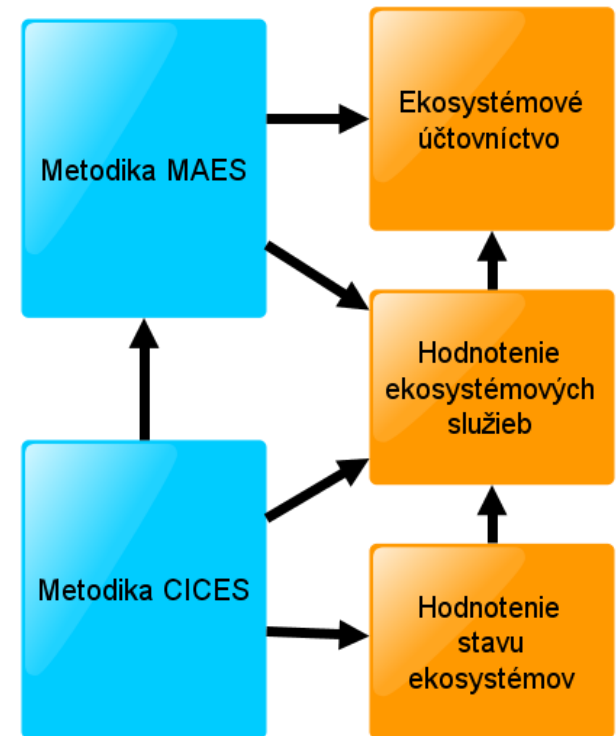 Metodika MAES
Ekosystémové
účtovníctvo
Hodnotenie
ekosystémových
služieb
Metodika CICES
Hodnotenie
stavu
ekosystémov